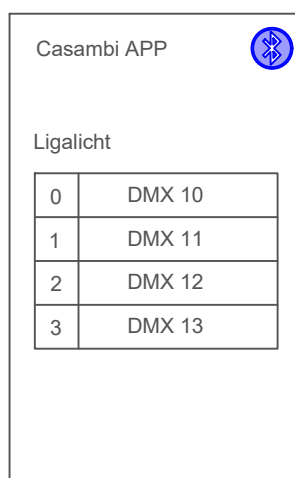 Casambi APP
Ligalicht
0 DMX 10
1 DMX 11
2 DMX 12
3 DMX 13